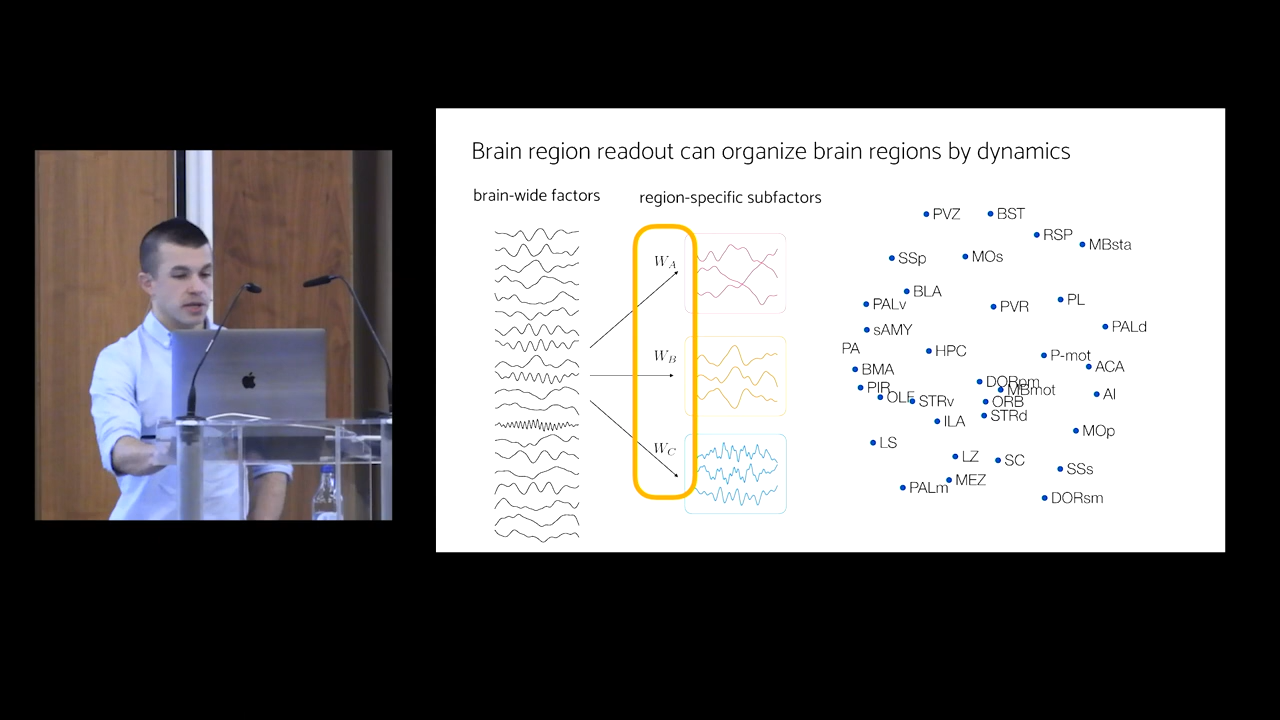 Brain region readout can organize brain regions by dynamics
brain-wide factors
region-specific subfactors
W_A
W_B
W_C
PVZ
BST
RSP
MBsta
SSp
MOs
BLA
PL
PALv
PVR
PALd
sAMY
PA
HPC
P-mot
ACA
BMA
DORpm
PIR
MBmot
OLF
STRv
ORB
AI
STRd
ILA
MOp
LS
LZ
SC
SSs
MEZ
PALm
DORsm